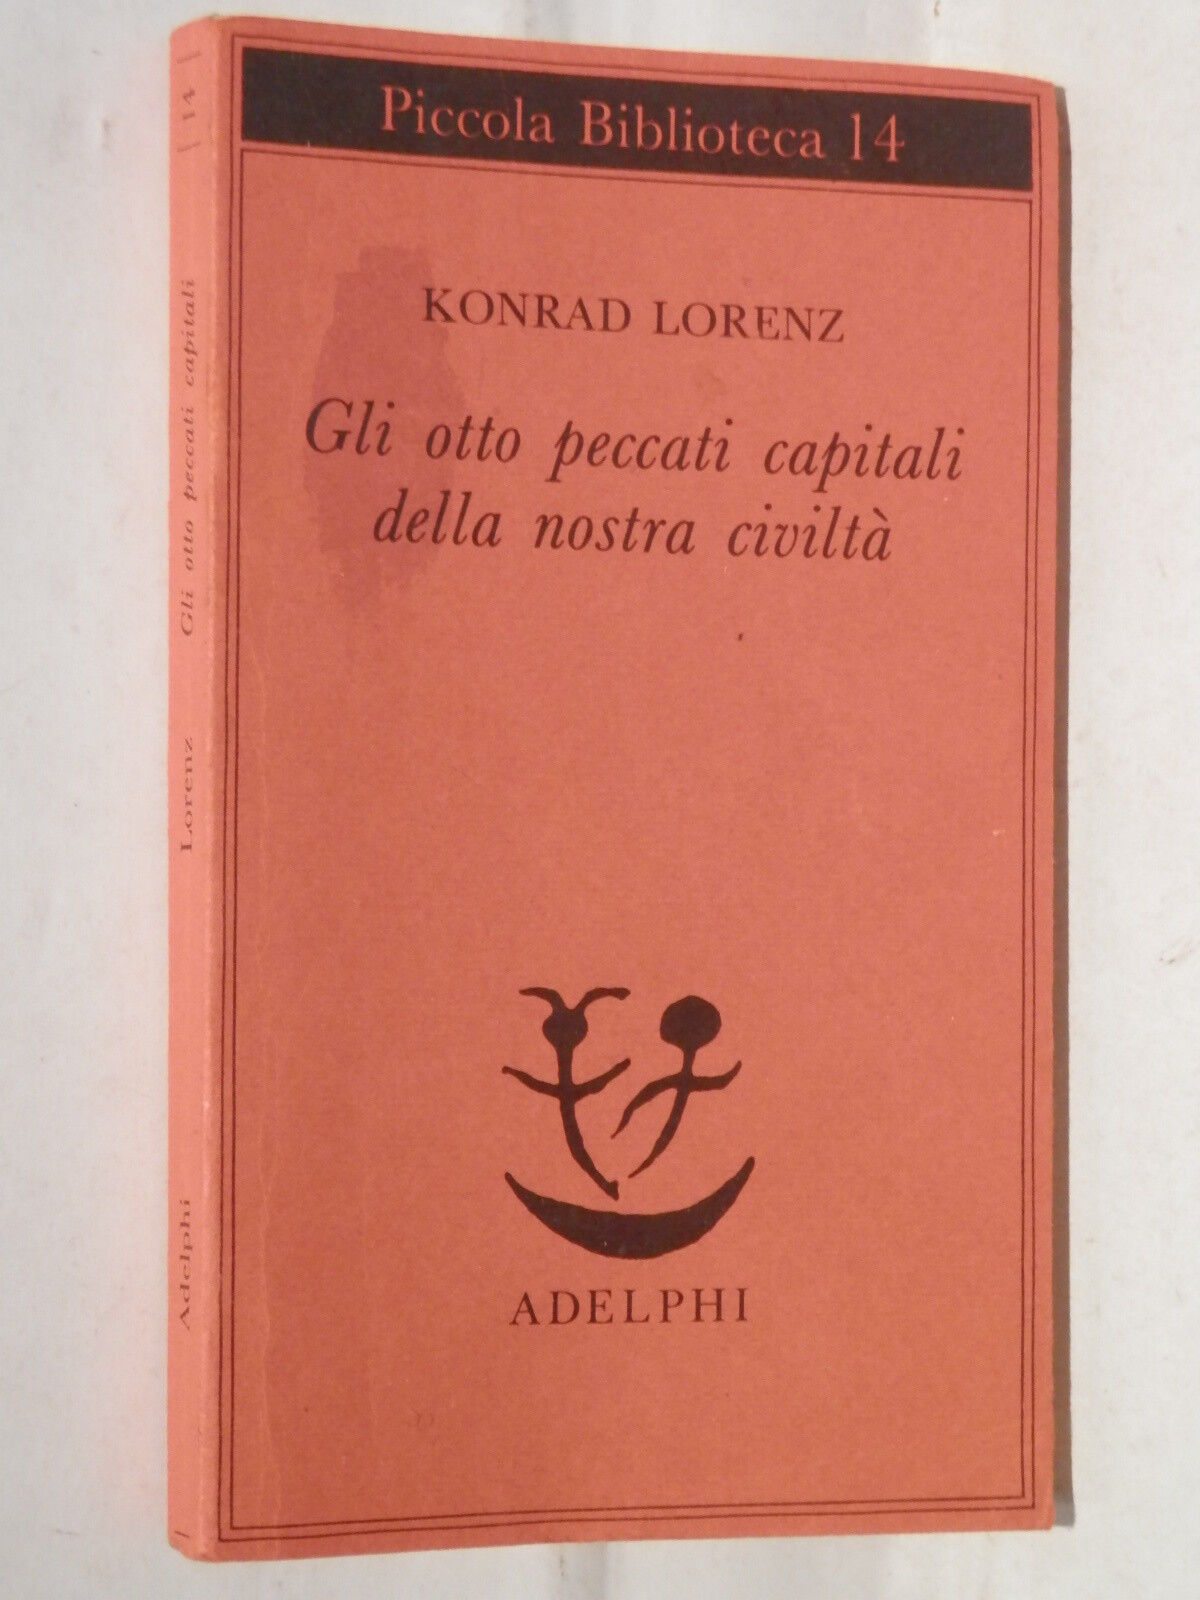 Piccola Biblioteca 14
KONRAD LORENZ
Gli otto peccati capitali
della nostra civiltà
ADELPHI
14
Gli otto peccati capitali
Lorenz
Adelphi